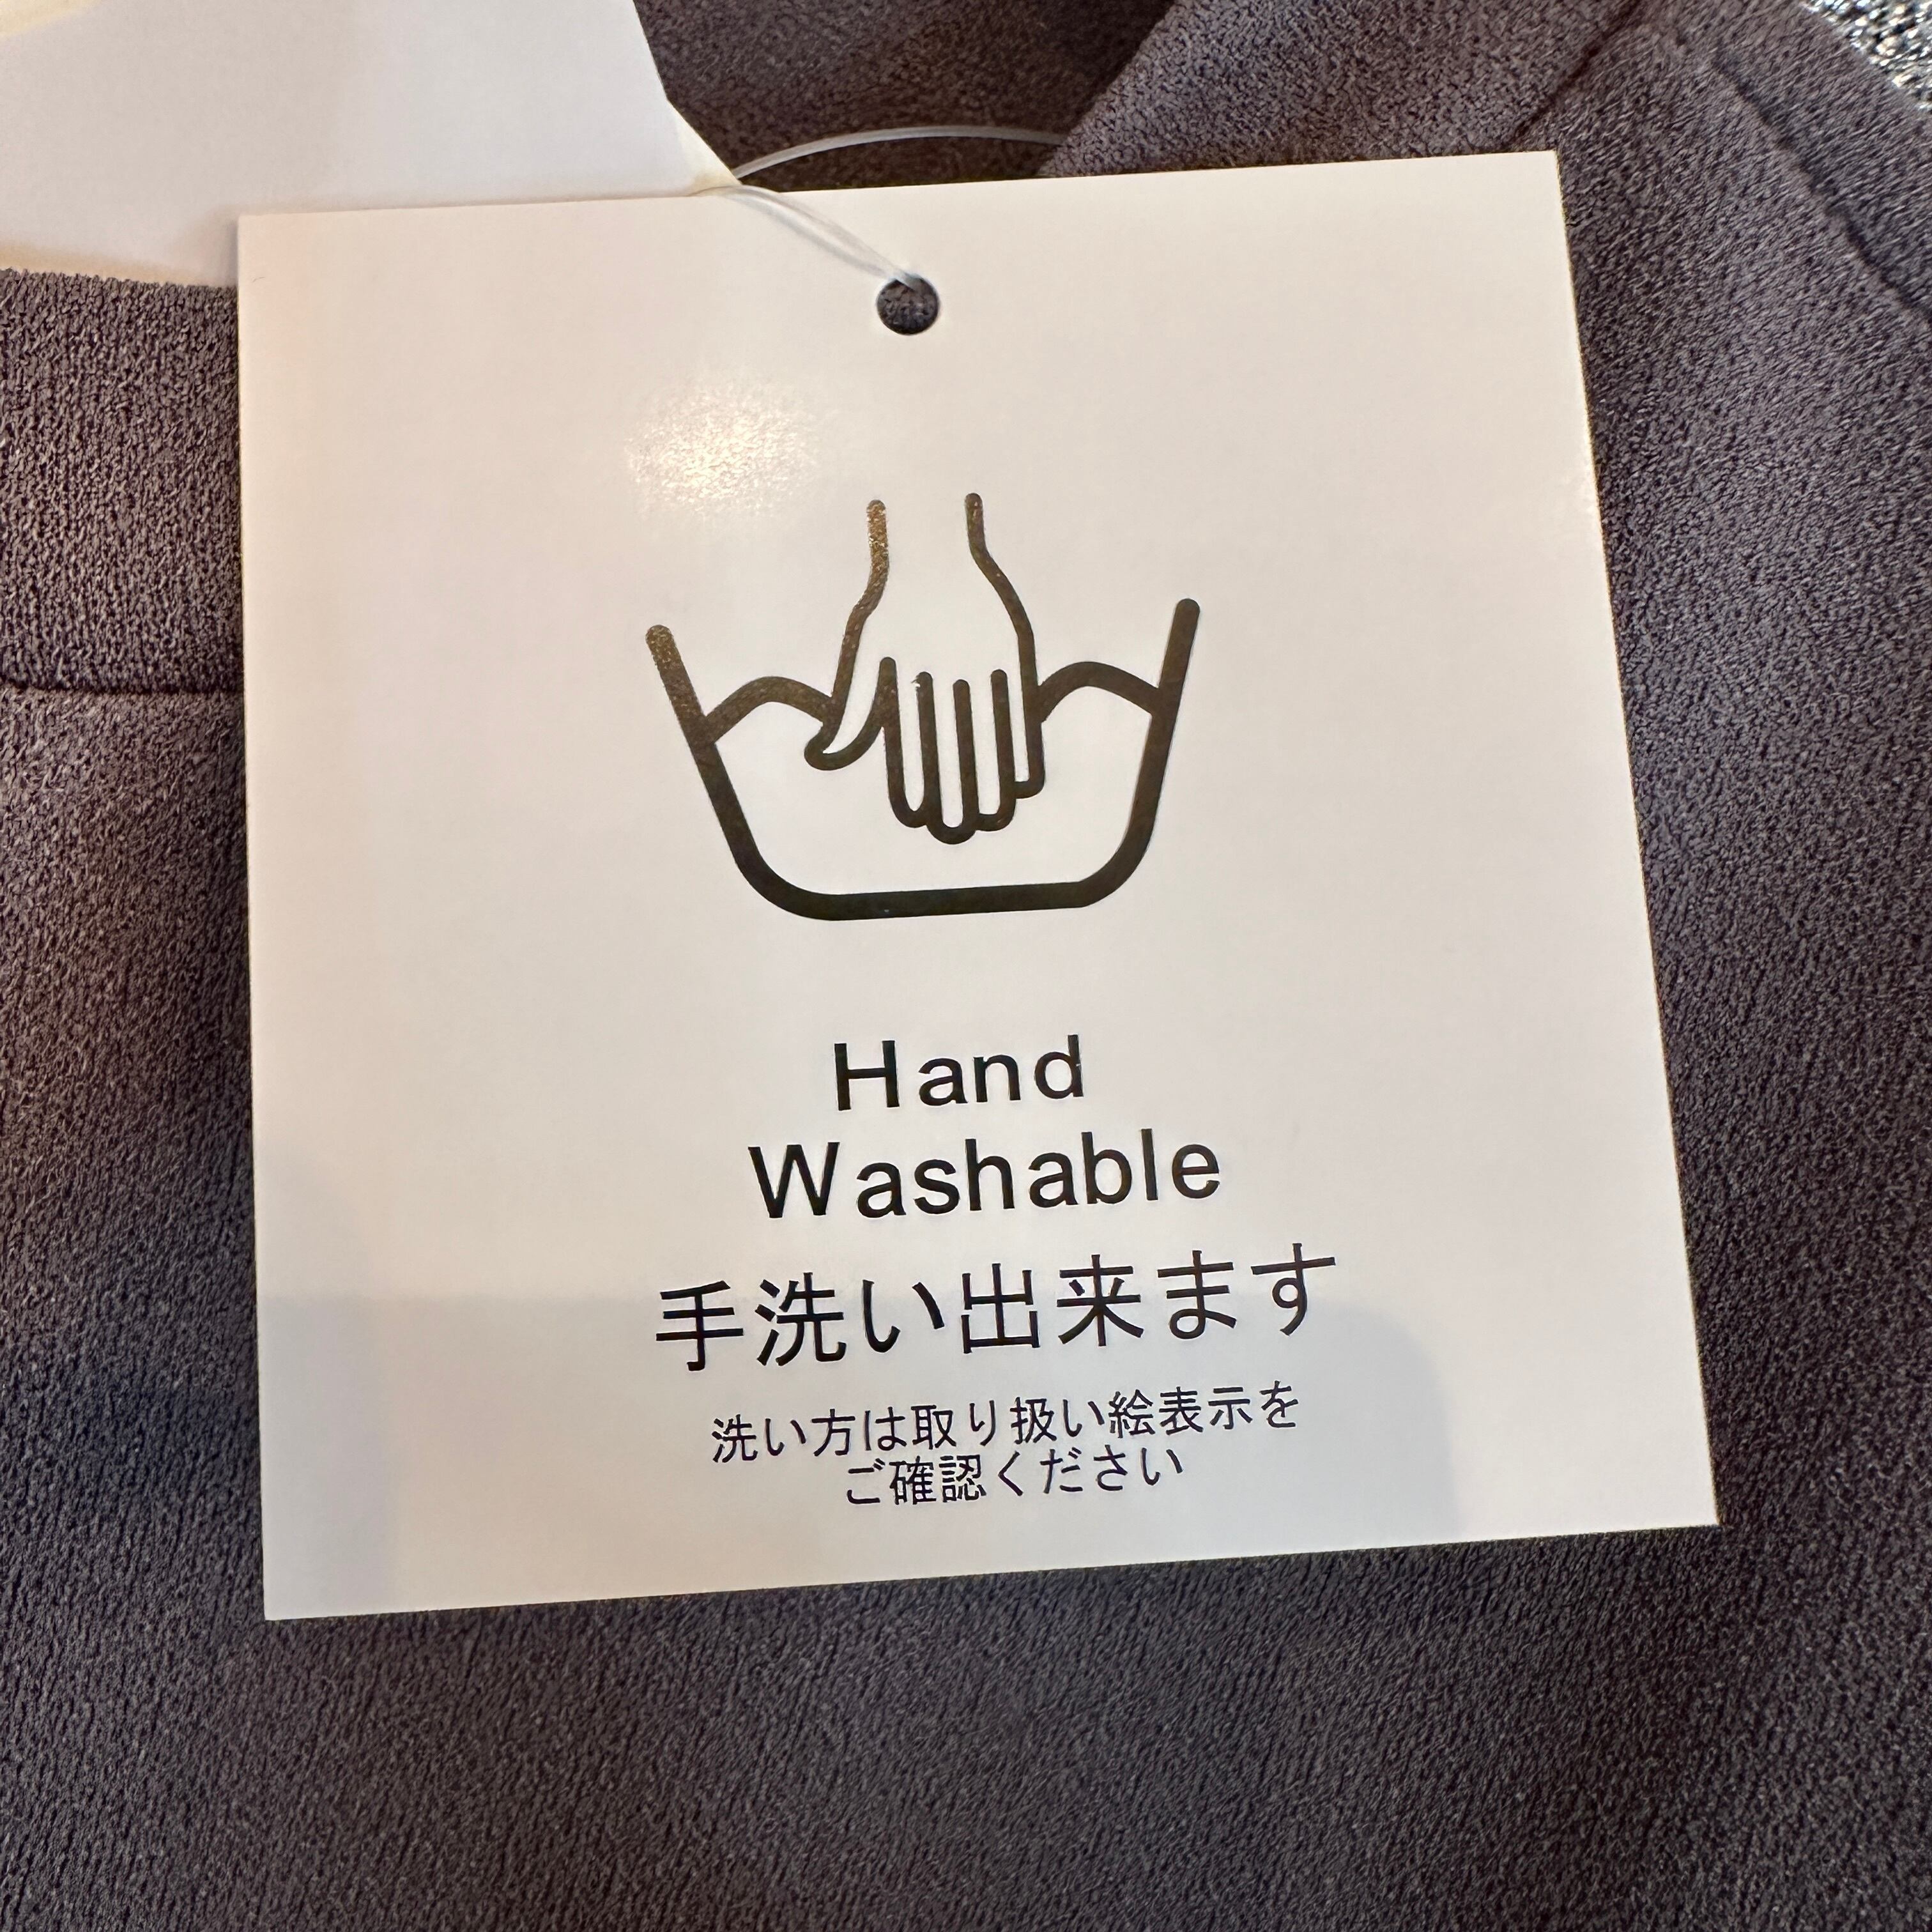 Hand
Washable
手洗い出来ます
洗い方は取り扱い絵表示を
ご確認ください